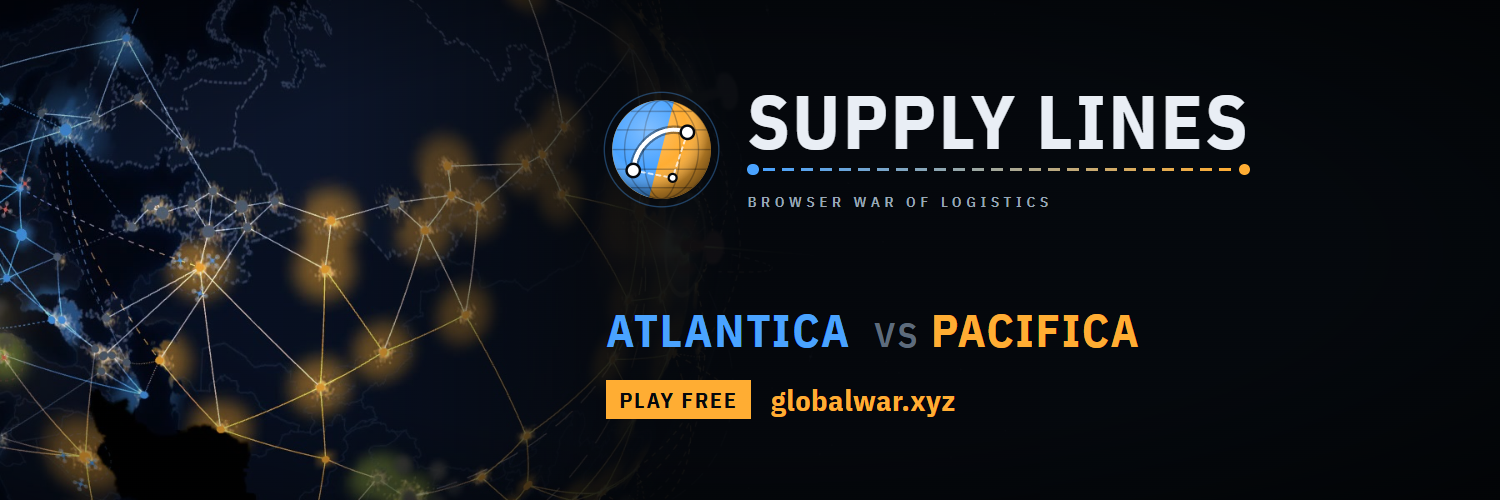 SUPPLY LINES
BROWSER WAR OF LOGISTICS
ATLANTICA VS PACIFICA
PLAY FREE globalwar.xyz